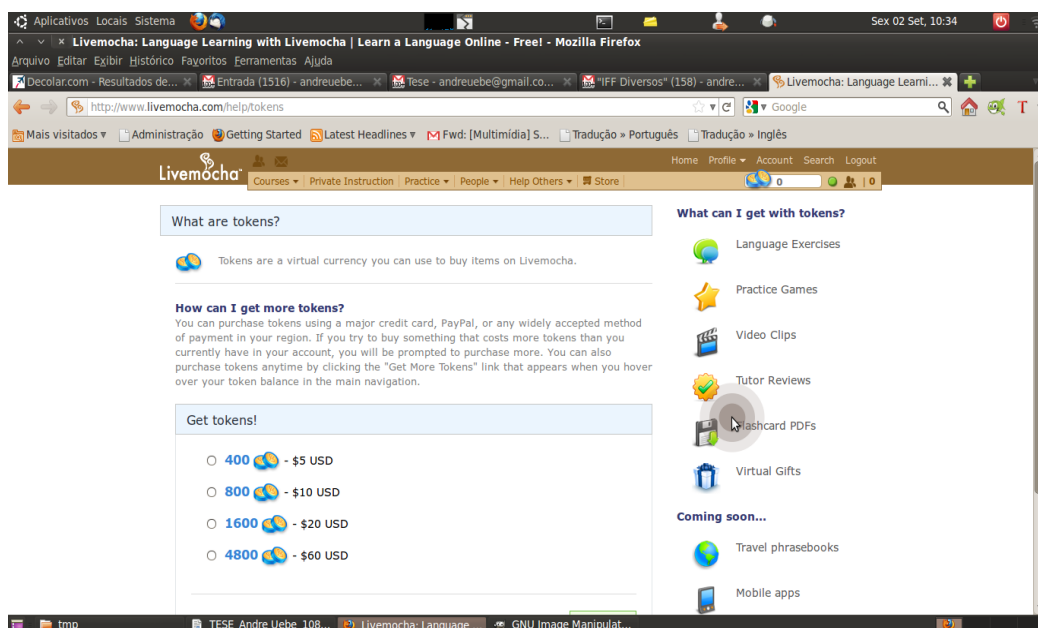 Aplicativos Locais Sistema
Sex 02 Set, 10:34
Livemocha: Language Learning with Livemocha | Learn a Language Online - Free! - Mozilla Firefox
Arquivo Editar Exibir Histórico Favoritos Ferramentas Ajuda
Decolar.com - Resultados de... Entrada (1516) - andreuebe... Tese - andreuebe@gmail.co... "IFF Diversos" (158) - andre... Livemocha: Language Learni...
http://www.livemocha.com/help/tokens
Google
Mais visitados Administração Getting Started Latest Headlines Fwd: [Multimídia] S... Tradução » Português Tradução » Inglês
Livemocha
Home Profile Account Search Logout
Courses Private Instruction Practice People Help Others Store
0 | 0
What are tokens?
Tokens are a virtual currency you can use to buy items on Livemocha.
How can I get more tokens?
You can purchase tokens using a major credit card, PayPal, or any widely accepted method
of payment in your region. If you try to buy something that costs more tokens than you
currently have in your account, you will be prompted to purchase more. You can also
purchase tokens anytime by clicking the "Get More Tokens" link that appears when you hover
over your token balance in the main navigation.
Get tokens!
400 - $5 USD
800 - $10 USD
1600 - $20 USD
4800 - $60 USD
What can I get with tokens?
Language Exercises
Practice Games
Video Clips
Tutor Reviews
Flashcard PDFs
Virtual Gifts
Coming soon...
Travel phrasebooks
Mobile apps
tmp
TESE_Andre Uebe_108...
Livemocha: Language...
GNU Image Manipulat...